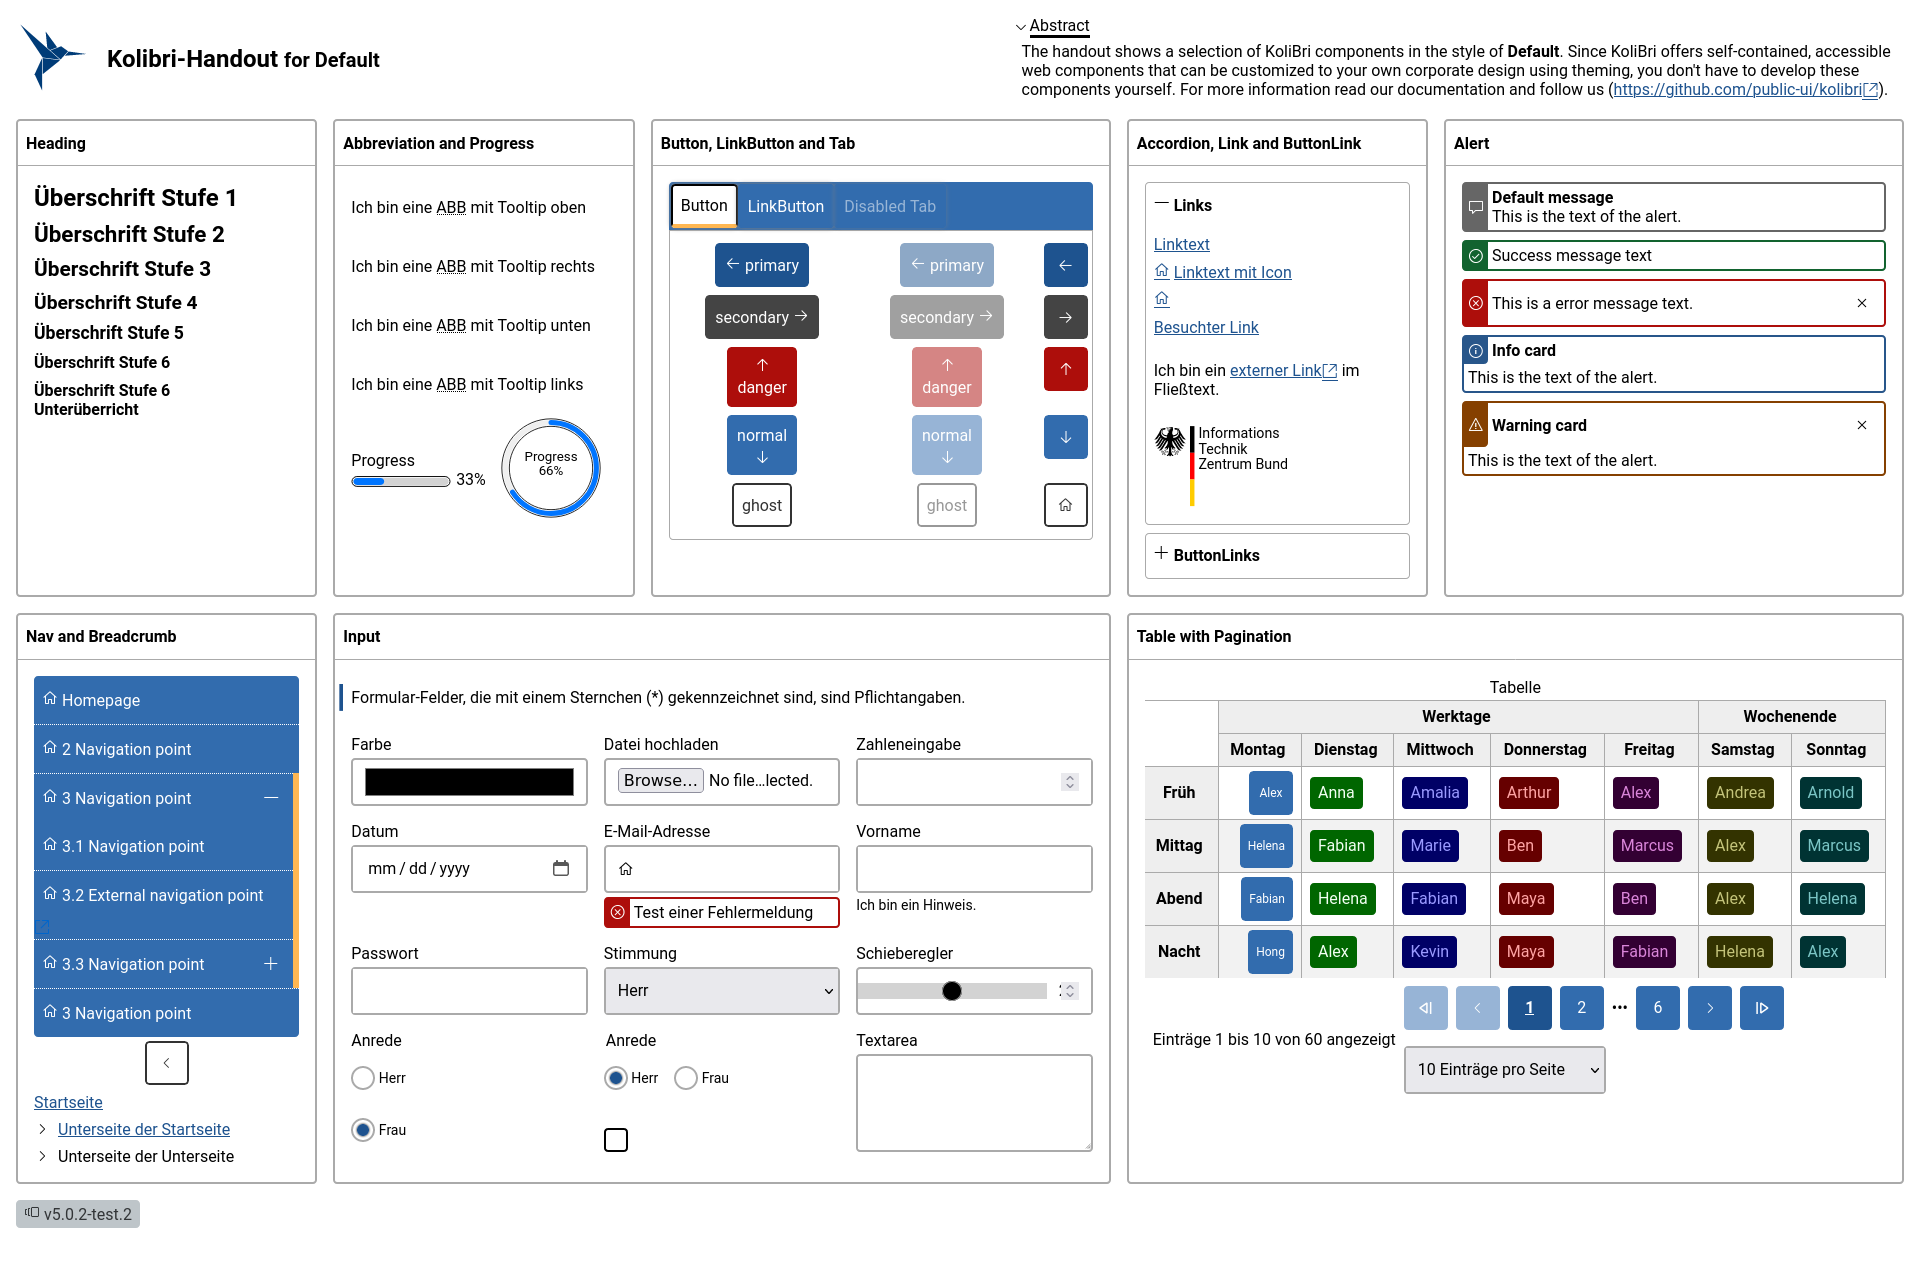 Kolibri-Handout for Default
Abstract
The handout shows a selection of KoliBri components in the style of Default. Since KoliBri offers self-contained, accessible
web components that can be customized to your own corporate design using theming, you don't have to develop these
components yourself. For more information read our documentation and follow us (https://github.com/public-ui/kolibri).
Heading
Überschrift Stufe 1
Überschrift Stufe 2
Überschrift Stufe 3
Überschrift Stufe 4
Überschrift Stufe 5
Überschrift Stufe 6
Überschrift Stufe 6
Unterüberricht
Abbreviation and Progress
Ich bin eine ABB mit Tooltip oben
Ich bin eine ABB mit Tooltip rechts
Ich bin eine ABB mit Tooltip unten
Ich bin eine ABB mit Tooltip links
Progress
33%
Progress
66%
Button, LinkButton and Tab
Button LinkButton Disabled Tab
primary primary
secondary secondary
danger danger
normal normal
ghost ghost
Accordion, Link and ButtonLink
Links
Linktext
Linktext mit Icon
Besuchter Link
Ich bin ein externer Link im
Fließtext.
Informations
Technik
Zentrum Bund
ButtonLinks
Alert
Default message
This is the text of the alert.
Success message text
This is a error message text.
Info card
This is the text of the alert.
Warning card
This is the text of the alert.
Nav and Breadcrumb
Homepage
2 Navigation point
3 Navigation point
3.1 Navigation point
3.2 External navigation point
3.3 Navigation point
3 Navigation point
Startseite
Unterseite der Startseite
Unterseite der Unterseite
Input
Formular-Felder, die mit einem Sternchen (*) gekennzeichnet sind, sind Pflichtangaben.
Farbe Datei hochladen Zahleneingabe
Browse... No file...lected.
Datum E-Mail-Adresse Vorname
mm / dd / yyyy
Test einer Fehlermeldung
Ich bin ein Hinweis.
Passwort Stimmung Schieberegler
Herr
Anrede Anrede Textarea
Herr Herr Frau
Frau
Table with Pagination
Tabelle
Werktage Wochenende
Montag Dienstag Mittwoch Donnerstag Freitag Samstag Sonntag
Früh Alex Anna Amalia Arthur Alex Andrea Arnold
Mittag Helena Fabian Marie Ben Marcus Alex Marcus
Abend Fabian Helena Fabian Maya Ben Alex Helena
Nacht Hong Alex Kevin Maya Fabian Helena Alex
1 2 ••• 6
Einträge 1 bis 10 von 60 angezeigt
10 Einträge pro Seite
v5.0.2-test.2